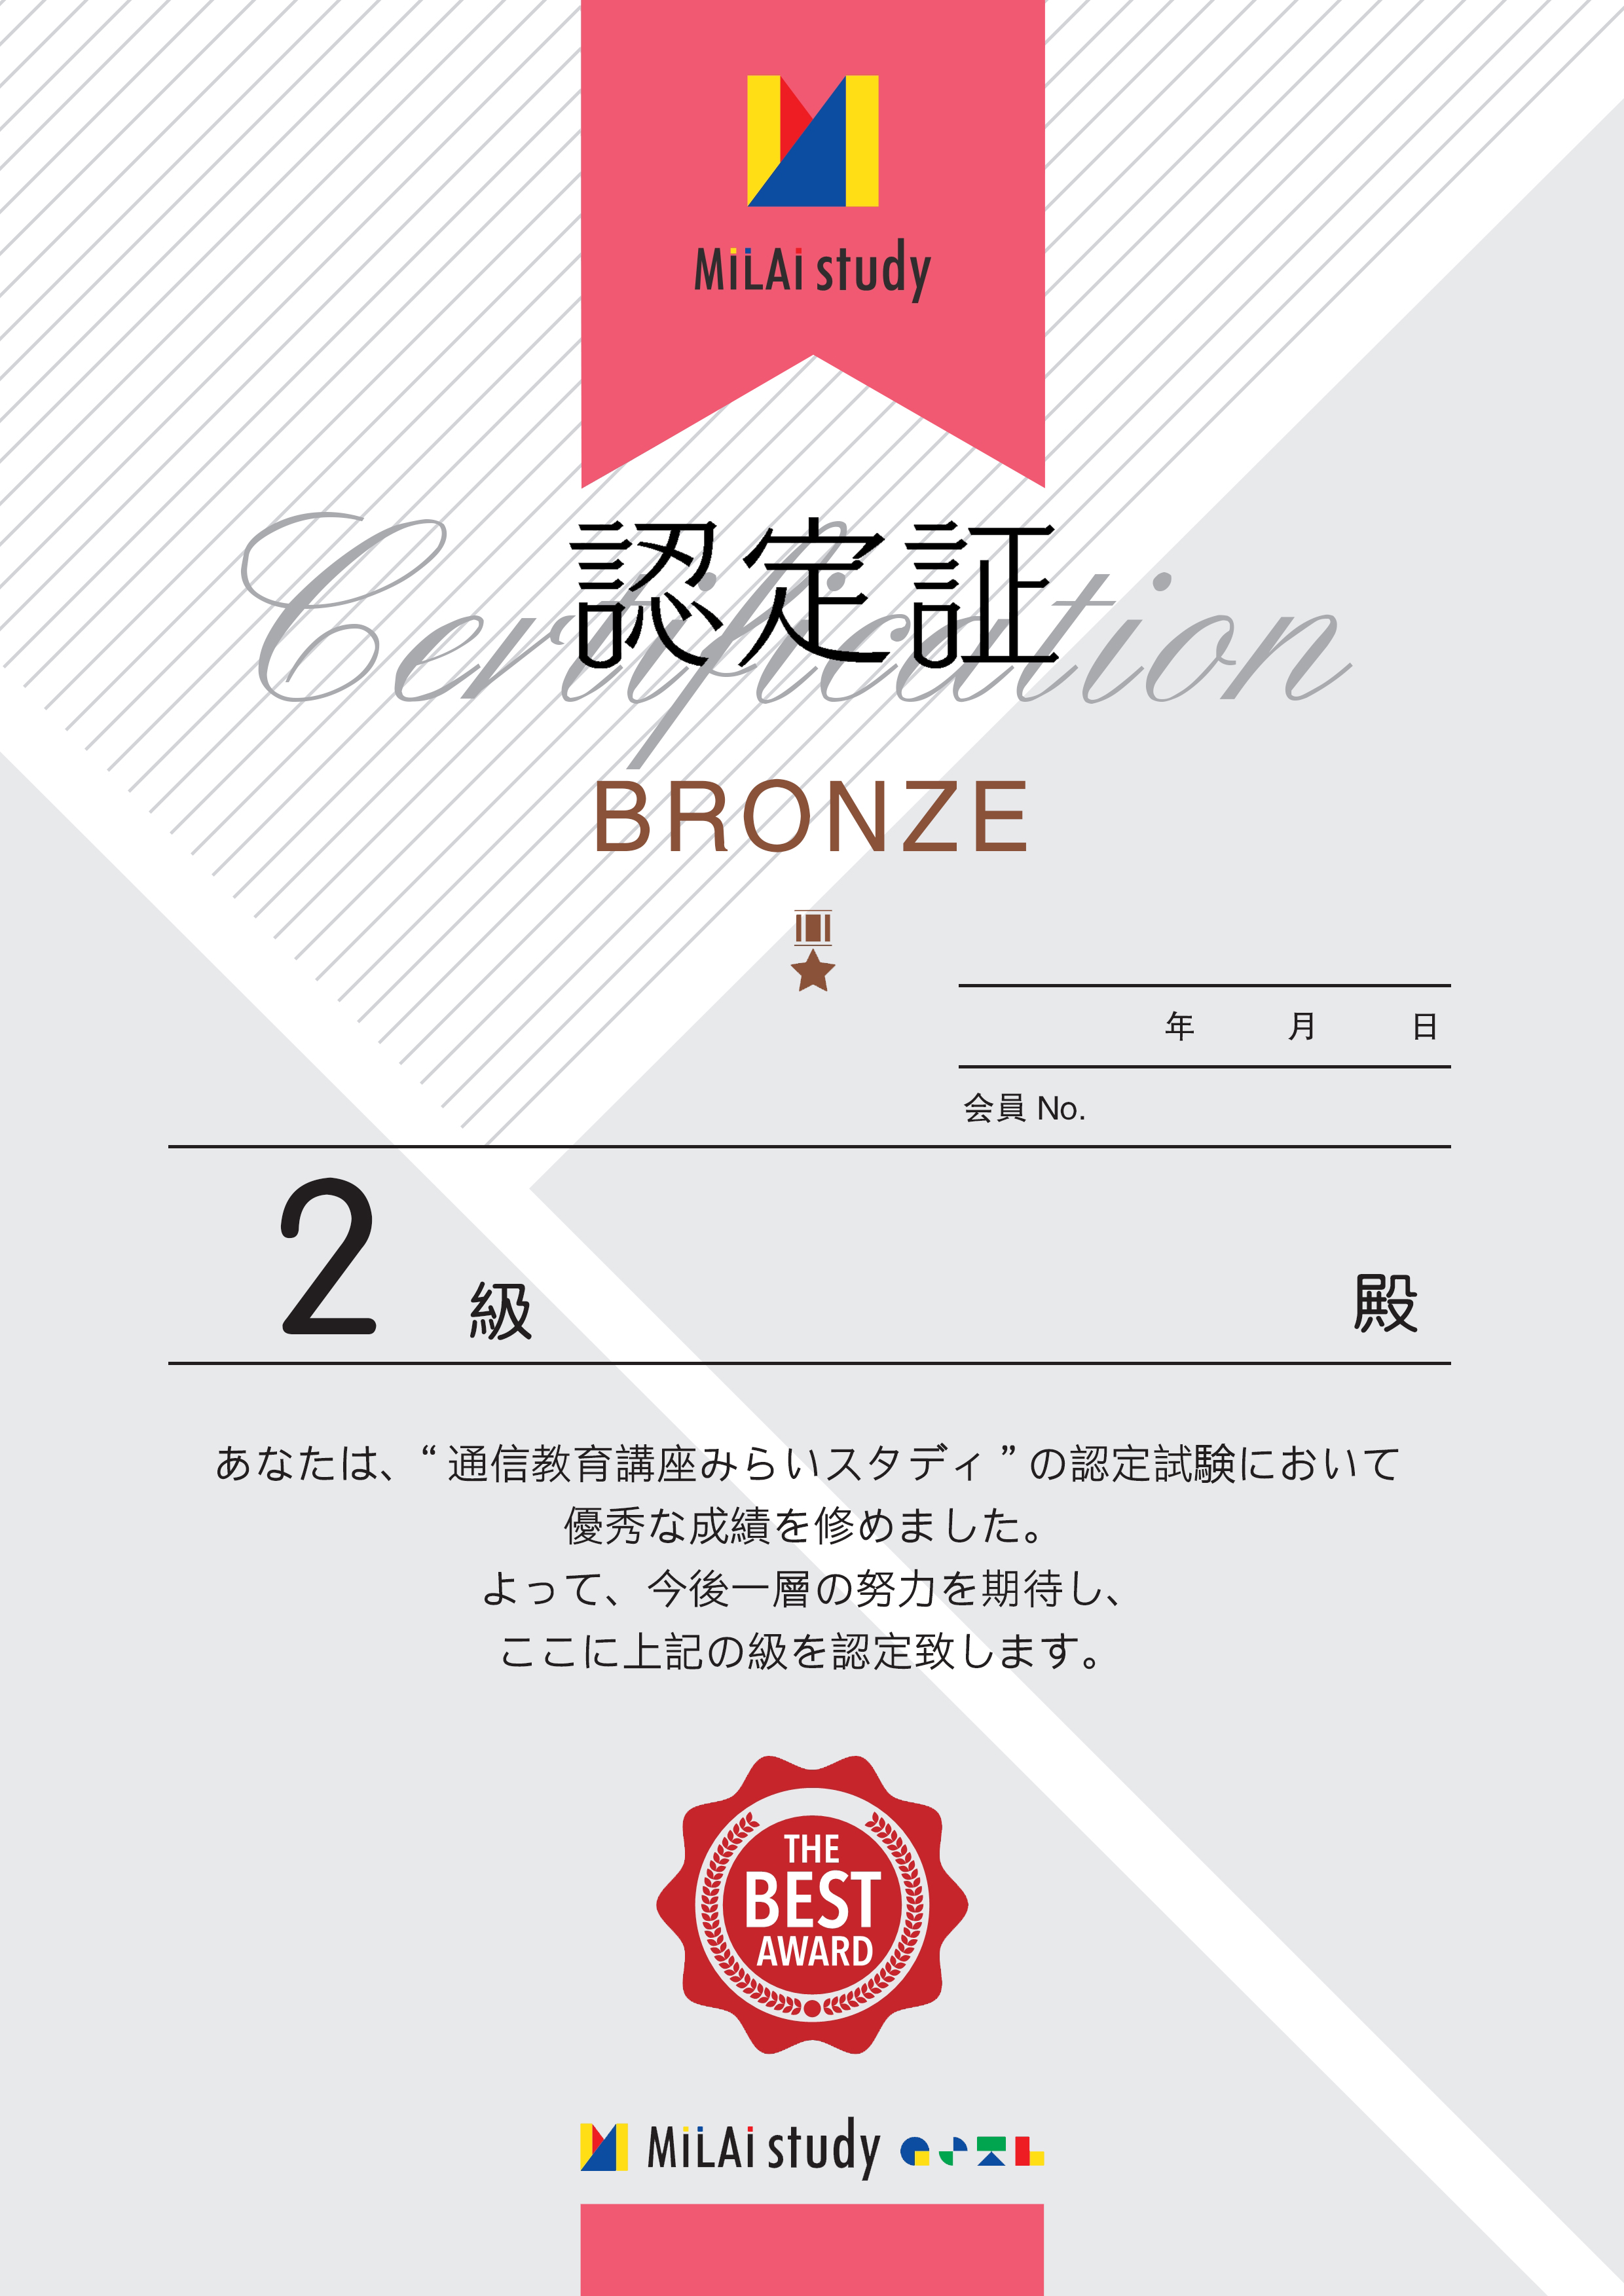 MiLAi study
Certification
認定証
BRONZE
年 月 日
会員 No.
2 級 殿
あなたは、“ 通信教育講座みらいスタディ ” の認定試験において
優秀な成績を修めました。
よって、今後一層の努力を期待し、
ここに上記の級を認定致します。
THE
BEST
AWARD
MiLAi study